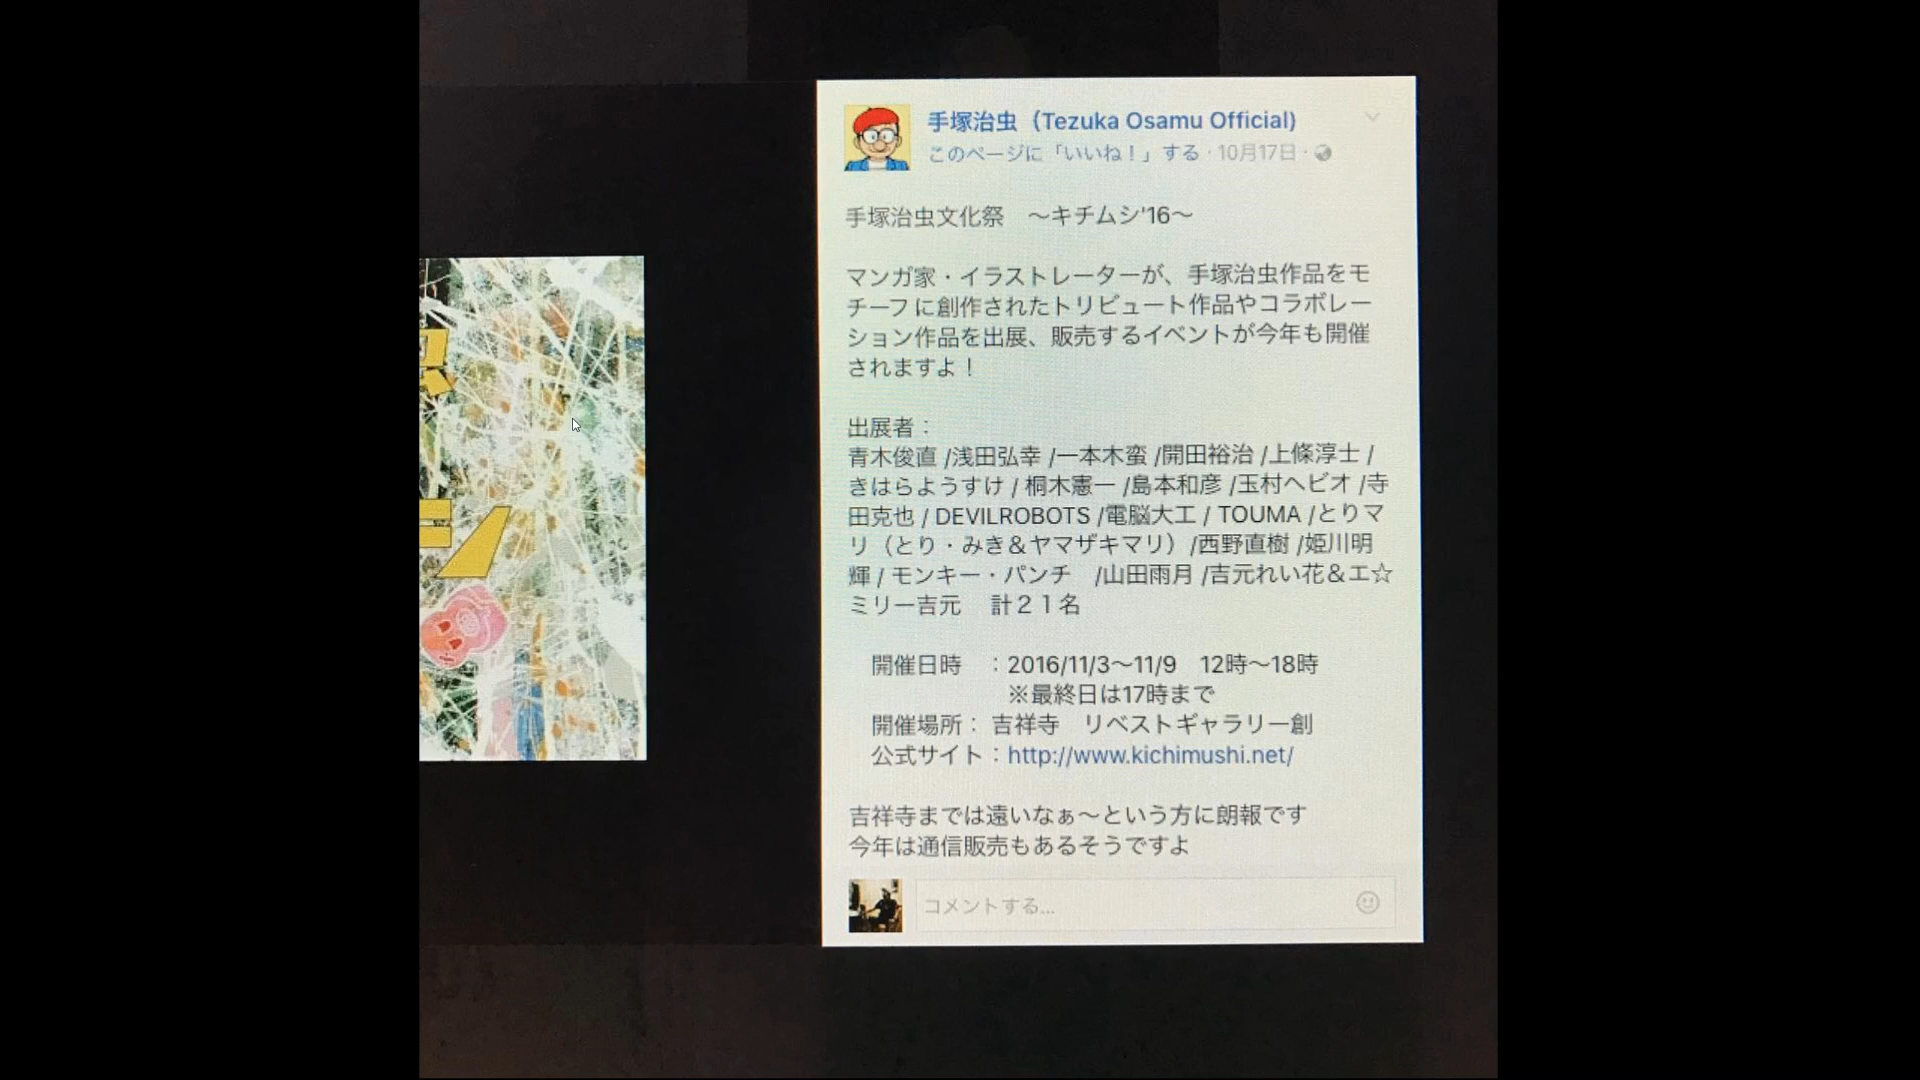 手塚治虫（Tezuka Osamu Official)
このページに「いいね！」する · 10月17日 ·
手塚治虫文化祭　〜キチムシ'16〜
マンガ家・イラストレーターが、手塚治虫作品をモ
チーフに創作されたトリビュート作品やコラボレー
ション作品を出展、販売するイベントが今年も開催
されますよ！
出展者：
青木俊直 /浅田弘幸 /一本木蛮 /開田裕治 /上條淳士 /
きはらようすけ / 桐木憲一 /島本和彦 /玉村ヘビオ /寺
田克也 / DEVILROBOTS /電脳大工 / TOUMA /とりマ
リ（とり・みき＆ヤマザキマリ）/西野直樹 /姫川明
輝 / モンキー・パンチ　/山田雨月 /吉元れい花＆エ☆
ミリー吉元　計２１名
開催日時　：2016/11/3〜11/9　12時〜18時
※最終日は17時まで
開催場所： 吉祥寺　リベストギャラリー創
公式サイト：http://www.kichimushi.net/
吉祥寺までは遠いなぁ〜という方に朗報です
今年は通信販売もあるそうですよ
コメントする...